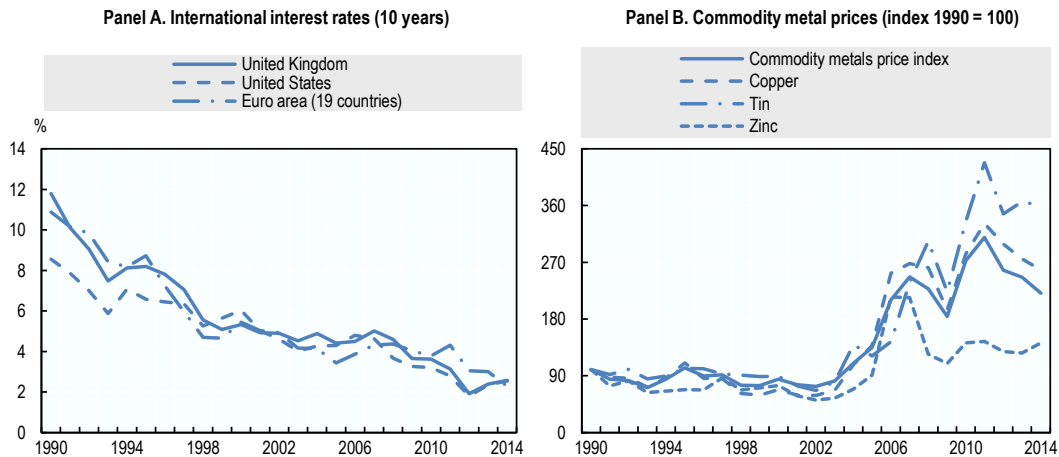 Panel A. International interest rates (10 years)
United Kingdom
United States
Euro area (19 countries)
%
14
12
10
8
6
4
2
0
1990 1994 1998 2002 2006 2010 2014
Panel B. Commodity metal prices (index 1990 = 100)
Commodity metals price index
Copper
Tin
Zinc
450
360
270
180
90
0
1990 1994 1998 2002 2006 2010 2014